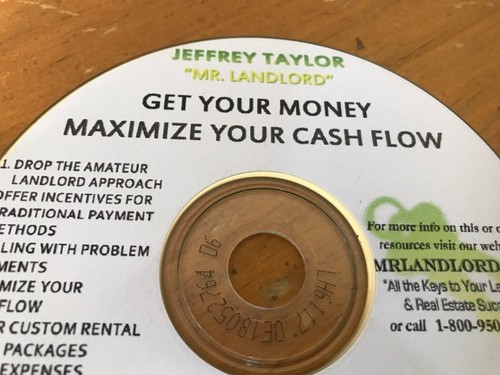 JEFFREY TAYLOR
"MR. LANDLORD"
GET YOUR MONEY
MAXIMIZE YOUR CASH FLOW
1. DROP THE AMATEUR
LANDLORD APPROACH
OFFER INCENTIVES FOR
RADITIONAL PAYMENT
ETHODS
LING WITH PROBLEM
MENTS
MIZE YOUR
FLOW
R CUSTOM RENTAL
PACKAGES
EXPENSES
For more info on this or
resources visit our web
MRLANDLORD
"All the Keys to Your La
& Real Estate Succ
or call 1-800-950